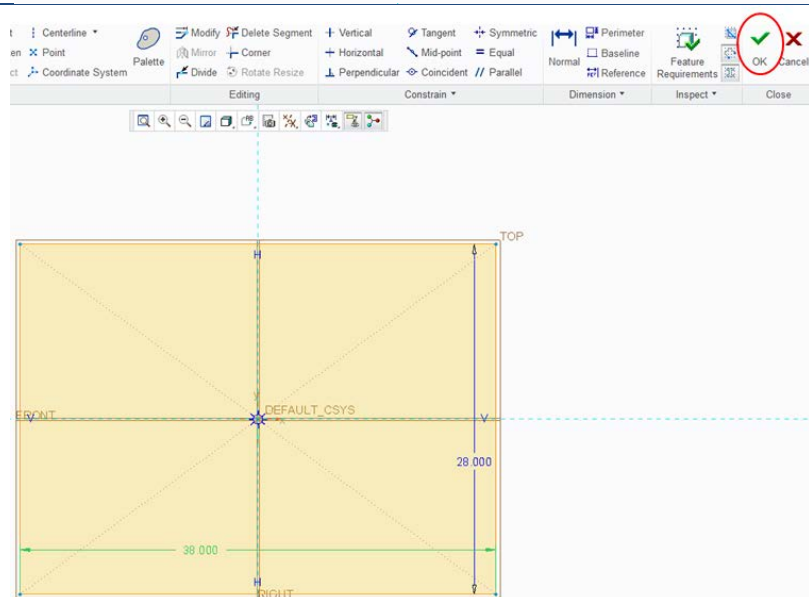 Centerline Modify Delete Segment Vertical Tangent Symmetric Perimeter
Point Palette Mirror Corner Horizontal Mid-point Equal Normal Baseline Feature Requirements OK Cancel
Coordinate System Divide Rotate Resize Perpendicular Coincident Parallel Reference
Editing Constrain Dimension Inspect Close
TOP
H
y
DEFAULT_CSYS
FRONT
V
x
V
28.000
38.000
H
RIGHT